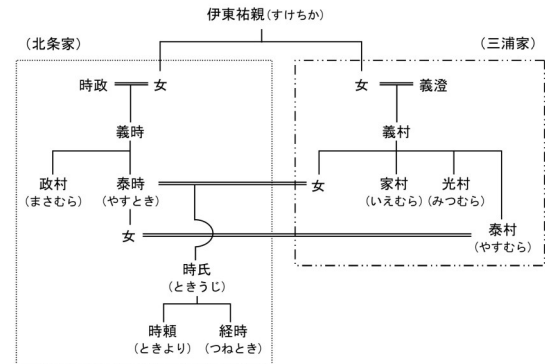 伊東祐親(すけちか)
(北条家)
(三浦家)
時政
女
女
義澄
義時
義村
政村
(まさむら)
泰時
(やすとき)
女
家村
(いえむら)
光村
(みつむら)
女
泰村
(やすむら)
時氏
(ときうじ)
時頼
(ときより)
経時
(つねとき)